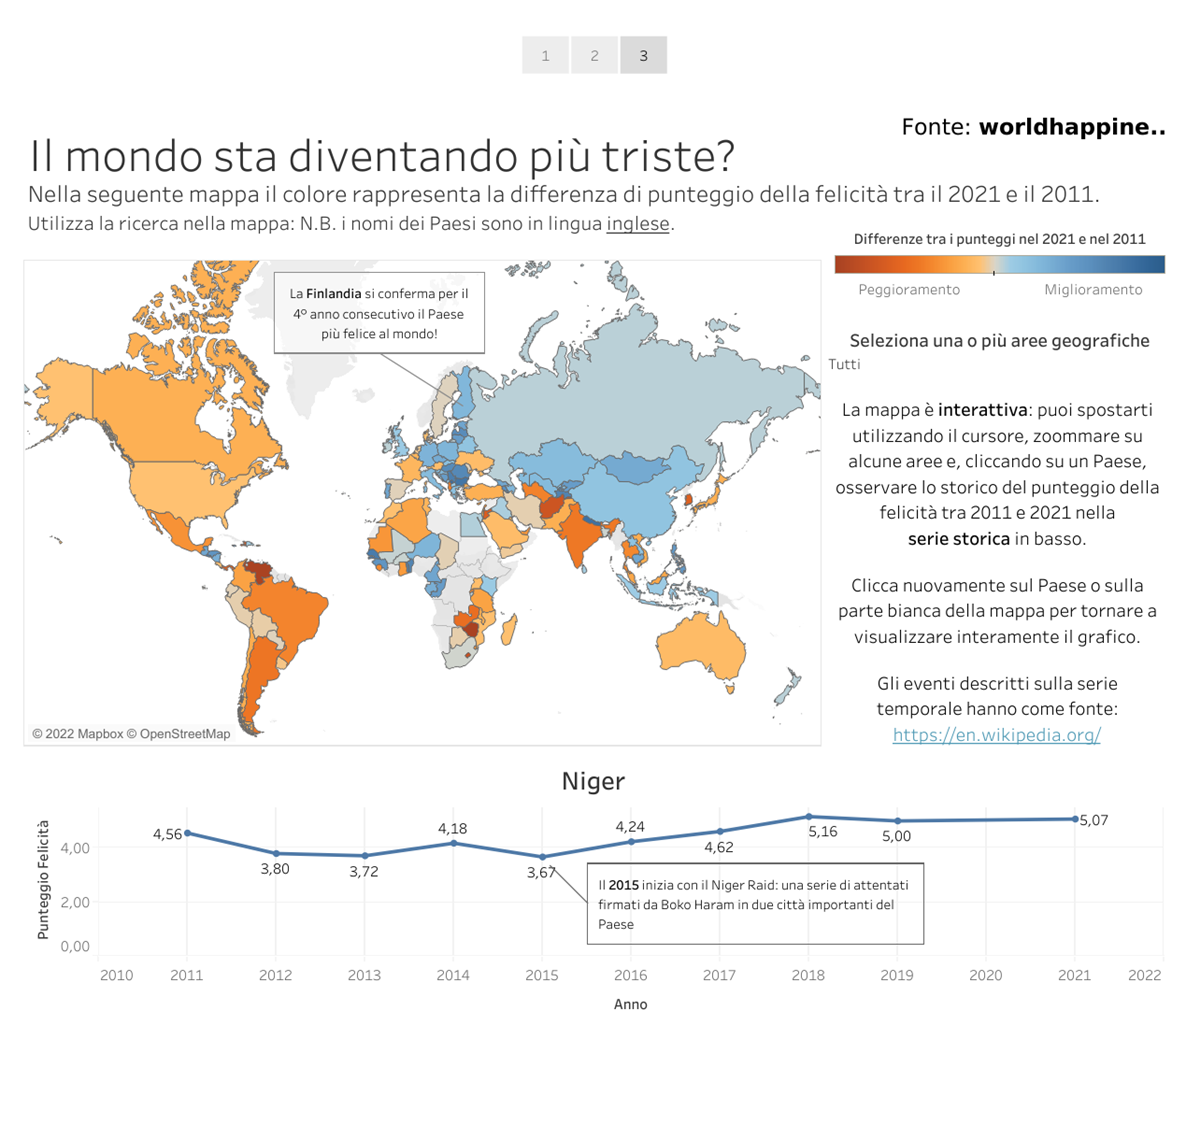 1 2 3
Fonte: worldhappine..
Il mondo sta diventando più triste?
Nella seguente mappa il colore rappresenta la differenza di punteggio della felicità tra il 2021 e il 2011.
Utilizza la ricerca nella mappa: N.B. i nomi dei Paesi sono in lingua inglese.
Differenze tra i punteggi nel 2021 e nel 2011
Peggioramento Miglioramento
La Finlandia si conferma per il
4° anno consecutivo il Paese
più felice al mondo!
Seleziona una o più aree geografiche
Tutti
La mappa è interattiva: puoi spostarti
utilizzando il cursore, zoommare su
alcune aree e, cliccando su un Paese,
osservare lo storico del punteggio della
felicità tra 2011 e 2021 nella
serie storica in basso.
Clicca nuovamente sul Paese o sulla
parte bianca della mappa per tornare a
visualizzare interamente il grafico.
Gli eventi descritti sulla serie
temporale hanno come fonte:
https://en.wikipedia.org/
© 2022 Mapbox © OpenStreetMap
Niger
Punteggio Felicità
4,00
2,00
0,00
4,56 3,80 3,72 4,18 3,67 4,24 4,62 5,16 5,00 5,07
Il 2015 inizia con il Niger Raid: una serie di attentati
firmati da Boko Haram in due città importanti del
Paese
2010 2011 2012 2013 2014 2015 2016 2017 2018 2019 2020 2021 2022
Anno